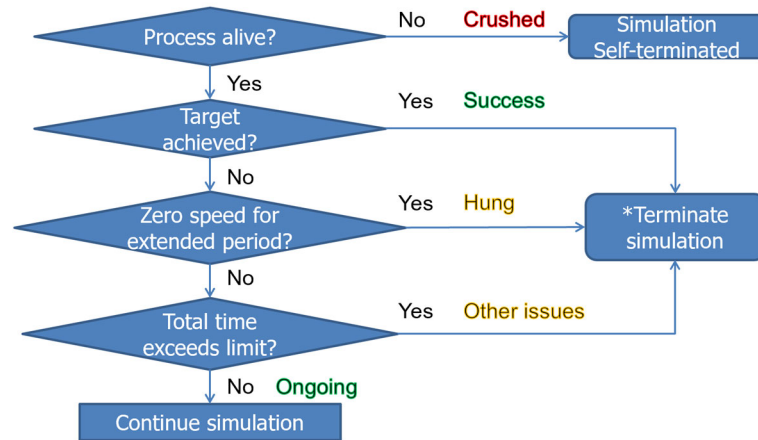 Process alive?
No Crushed
Simulation
Self-terminated
Yes
Target
achieved?
Yes Success
No
Zero speed for
extended period?
Yes Hung
*Terminate
simulation
No
Total time
exceeds limit?
Yes Other issues
No Ongoing
Continue simulation